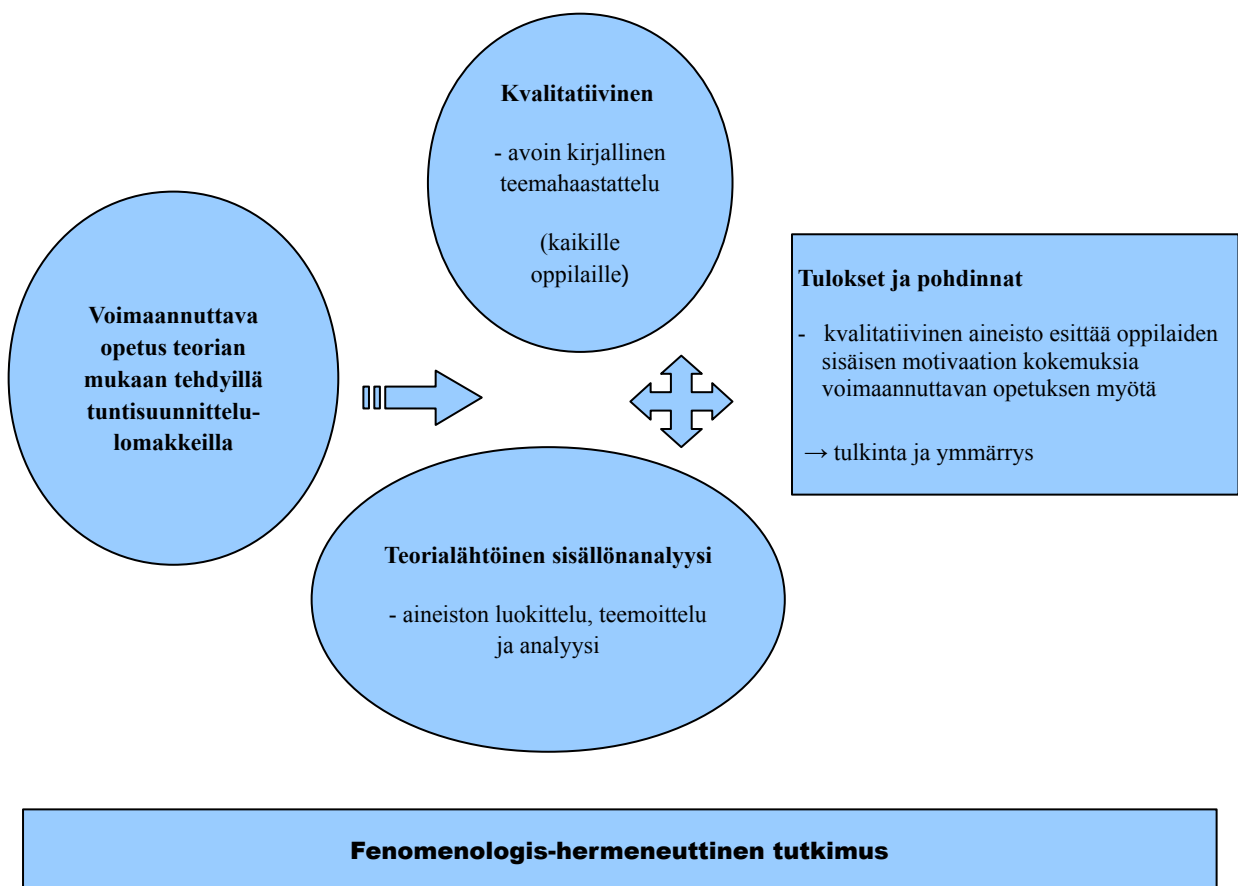 Kvalitatiivinen
- avoin kirjallinen
teemahaastattelu
(kaikille
oppilaille)
Voimaannuttava
opetus teorian
mukaan tehdyillä
tuntisuunnittelu-
lomakkeilla
Tulokset ja pohdinnat
- kvalitatiivinen aineisto esittää oppilaiden
sisäisen motivaation kokemuksia
voimaannuttavan opetuksen myötä
→ tulkinta ja ymmärrys
Teorialähtöinen sisällönanalyysi
- aineiston luokittelu, teemoittelu
ja analyysi
Fenomenologis-hermeneuttinen tutkimus